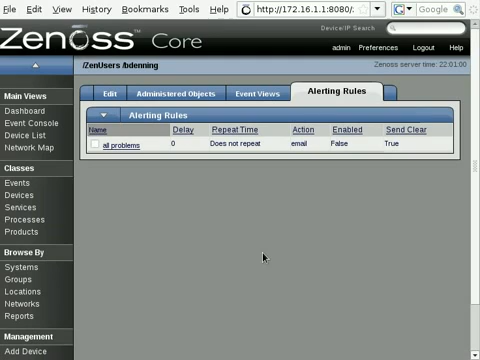 File Edit View History Bookmarks Tools Help http://172.16.1.1:8080/ Google
Zenoss™ Core
Device/IP Search
admin Preferences Logout Help
/ZenUsers /bdenning
Zenoss server time: 22:01:00
Main Views
Dashboard
Event Console
Device List
Network Map
Classes
Events
Devices
Services
Processes
Products
Browse By
Systems
Groups
Locations
Networks
Reports
Management
Add Device
Edit Administered Objects Event Views Alerting Rules
Alerting Rules
Name Delay Repeat Time Action Enabled Send Clear
all problems 0 Does not repeat email False True